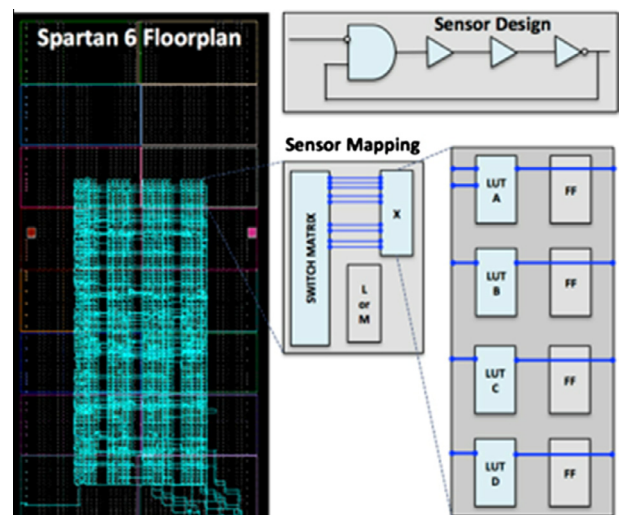 Spartan 6 Floorplan
Sensor Design
Sensor Mapping
SWITCH MATRIX
X
L
or
M
LUT
A
FF
LUT
B
FF
LUT
C
FF
LUT
D
FF